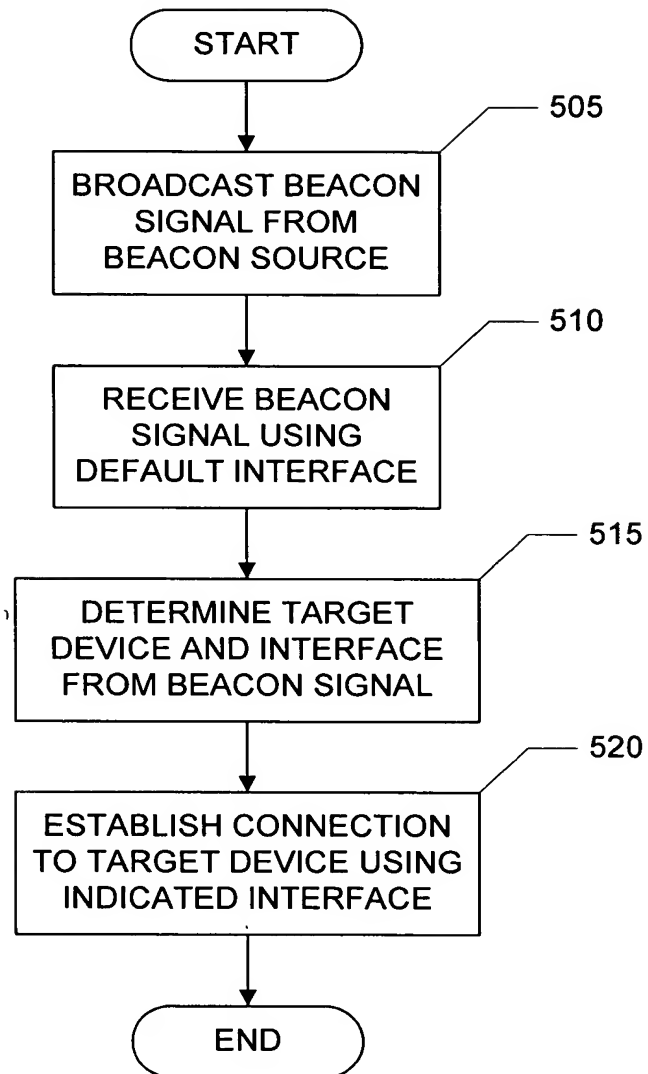 START
505
BROADCAST BEACON
SIGNAL FROM
BEACON SOURCE
510
RECEIVE BEACON
SIGNAL USING
DEFAULT INTERFACE
515
DETERMINE TARGET
DEVICE AND INTERFACE
FROM BEACON SIGNAL
520
ESTABLISH CONNECTION
TO TARGET DEVICE USING
INDICATED INTERFACE
END